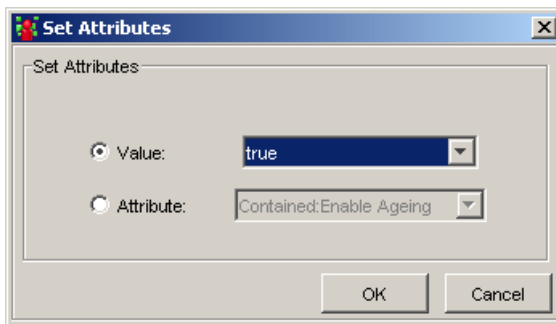 Set Attributes
Set Attributes
Value: true
Attribute: Contained:Enable Ageing
OK Cancel